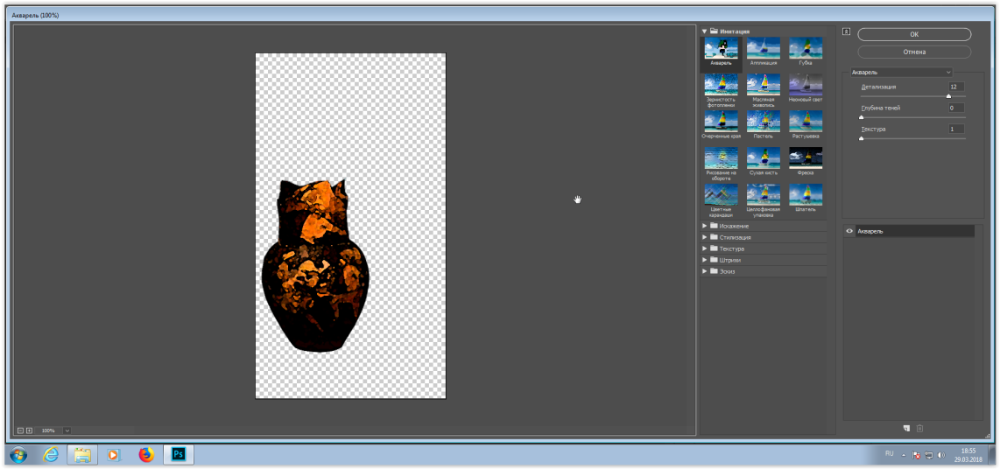 Акварель (100%)
Имитация
Акварель
Аппликация
Губка
Зернистость
фотопленки
Масляная
живопись
Неоновый свет
Очерченные края
Пастель
Растушевка
Рисование на
обороте
Сухая кисть
Фреска
Цветные
карандаши
Целлофановая
упаковка
Шпатель
Искажение
Стилизация
Текстура
Штрихи
Эскиз
ОК
Отмена
Акварель
Детализация 12
Глубина теней 0
Текстура 1
Акварель
100%
Ps
RU
18:55
29.03.2018